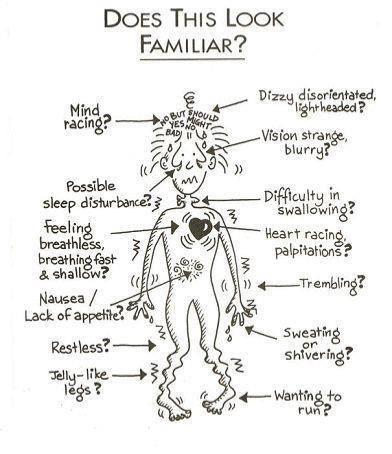 DOES THIS LOOK
FAMILIAR?
Mind
racing?
Dizzy disorientated,
lightheaded?
NO BUT SHOULD
YES MIGHT
NO
BAD !!
Vision strange,
blurry?
Possible
sleep disturbance?
Difficulty in
swallowing?
Feeling
breathless,
breathing fast
& shallow?
Heart racing,
palpitations?
Trembling?
Nausea /
Lack of appetite?
Sweating
or
shivering?
Restless?
Jelly-like
legs?
Wanting to
run?